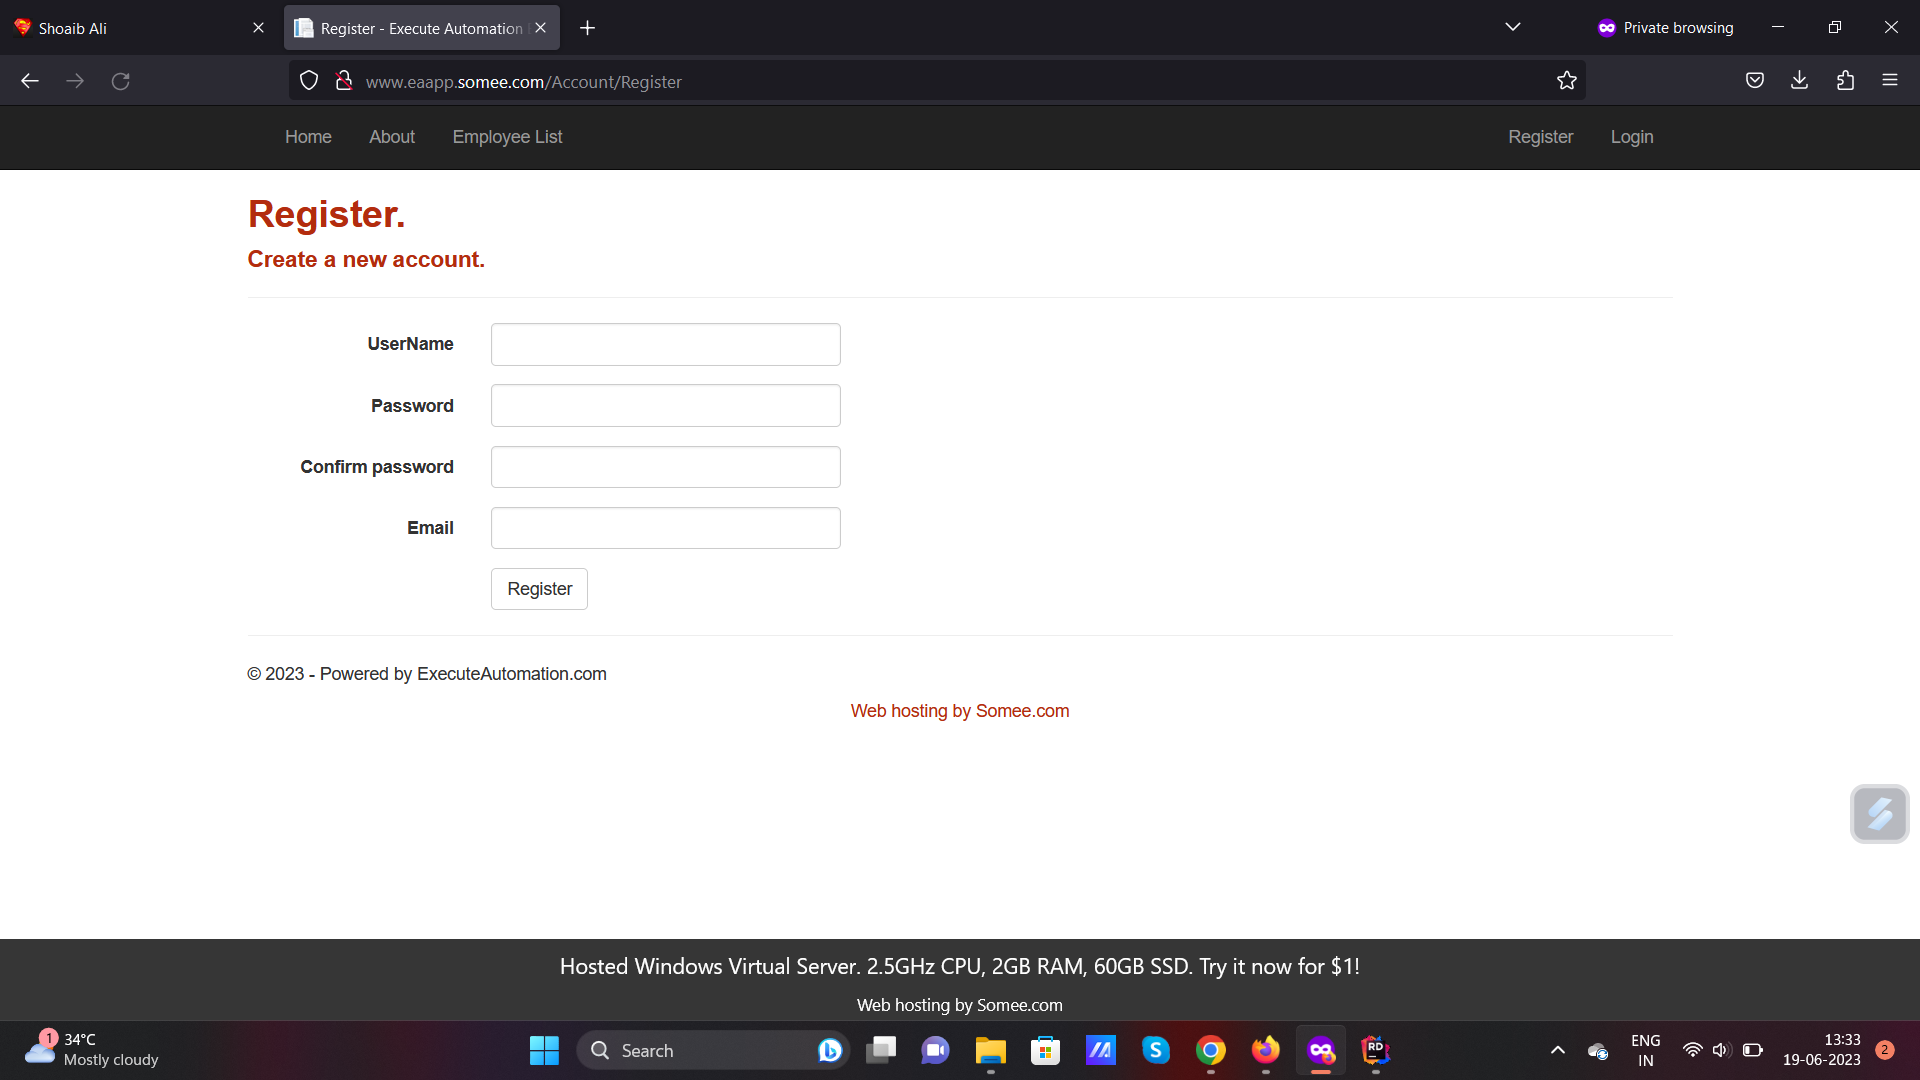 Shoaib Ali
Register - Execute Automation
Private browsing
www.eaapp.somee.com/Account/Register
Home About Employee List Register Login
Register.
Create a new account.
UserName
Password
Confirm password
Email
Register
© 2023 - Powered by ExecuteAutomation.com
Web hosting by Somee.com
Hosted Windows Virtual Server. 2.5GHz CPU, 2GB RAM, 60GB SSD. Try it now for $1!
Web hosting by Somee.com
1
34°C
Mostly cloudy
Search
S
RD
ENG
IN
13:33
19-06-2023
2